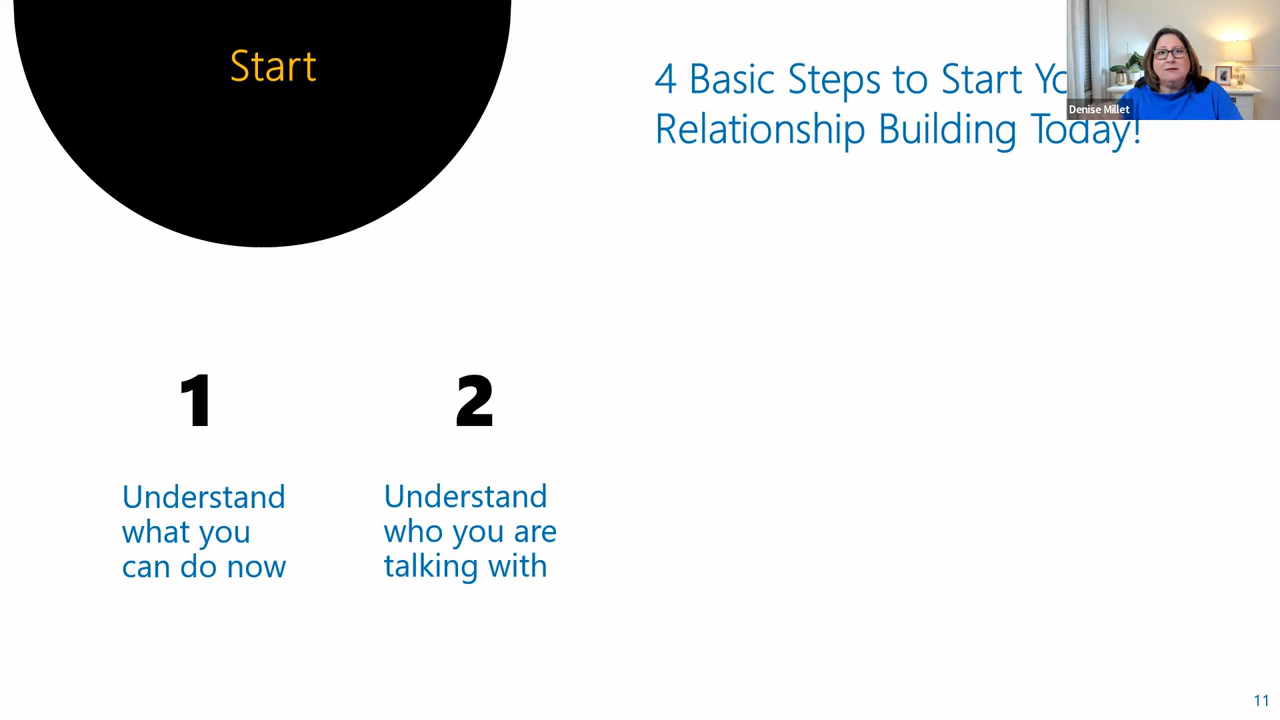 Start
4 Basic Steps to Start
Relationship Building Today!
Denise Millet
1
Understand
what you
can do now
2
Understand
who you are
talking with
11